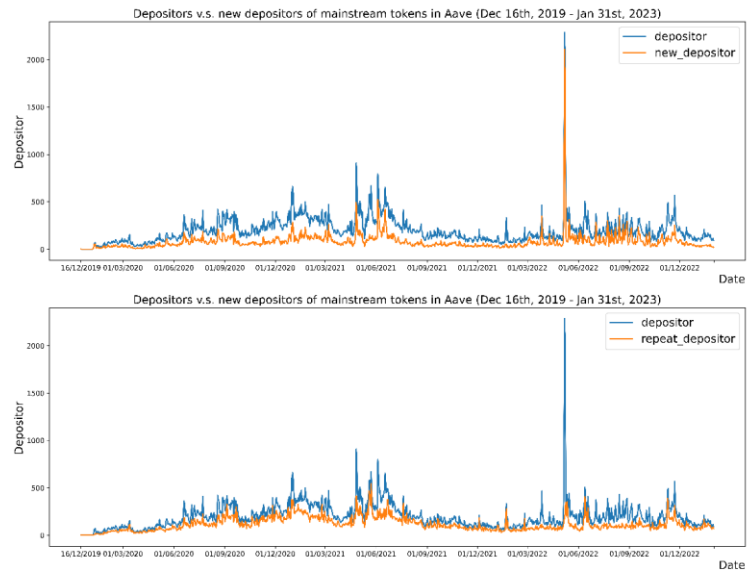 Depositors v.s. new depositors of mainstream tokens in Aave (Dec 16th, 2019 - Jan 31st, 2023)
depositor
new_depositor
2000
1500
1000
500
0
Depositor
16/12/2019 01/03/2020 01/06/2020 01/09/2020 01/12/2020 01/03/2021 01/06/2021 01/09/2021 01/12/2021 01/03/2022 01/06/2022 01/09/2022 01/12/2022
Date
Depositors v.s. new depositors of mainstream tokens in Aave (Dec 16th, 2019 - Jan 31st, 2023)
depositor
repeat_depositor
2000
1500
1000
500
0
Depositor
16/12/2019 01/03/2020 01/06/2020 01/09/2020 01/12/2020 01/03/2021 01/06/2021 01/09/2021 01/12/2021 01/03/2022 01/06/2022 01/09/2022 01/12/2022
Date